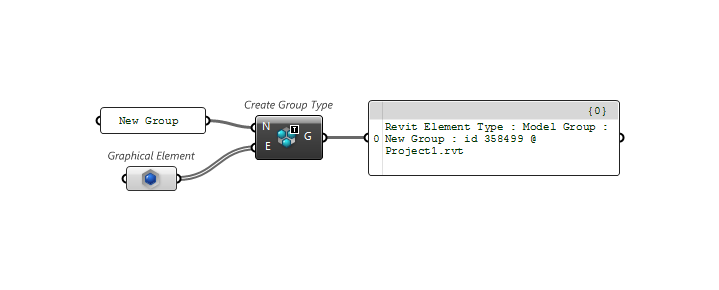 Create Group Type
{0}
New Group
N
E
T
G
0
Revit Element Type : Model Group :
New Group : id 358499 @
Project1.rvt
Graphical Element